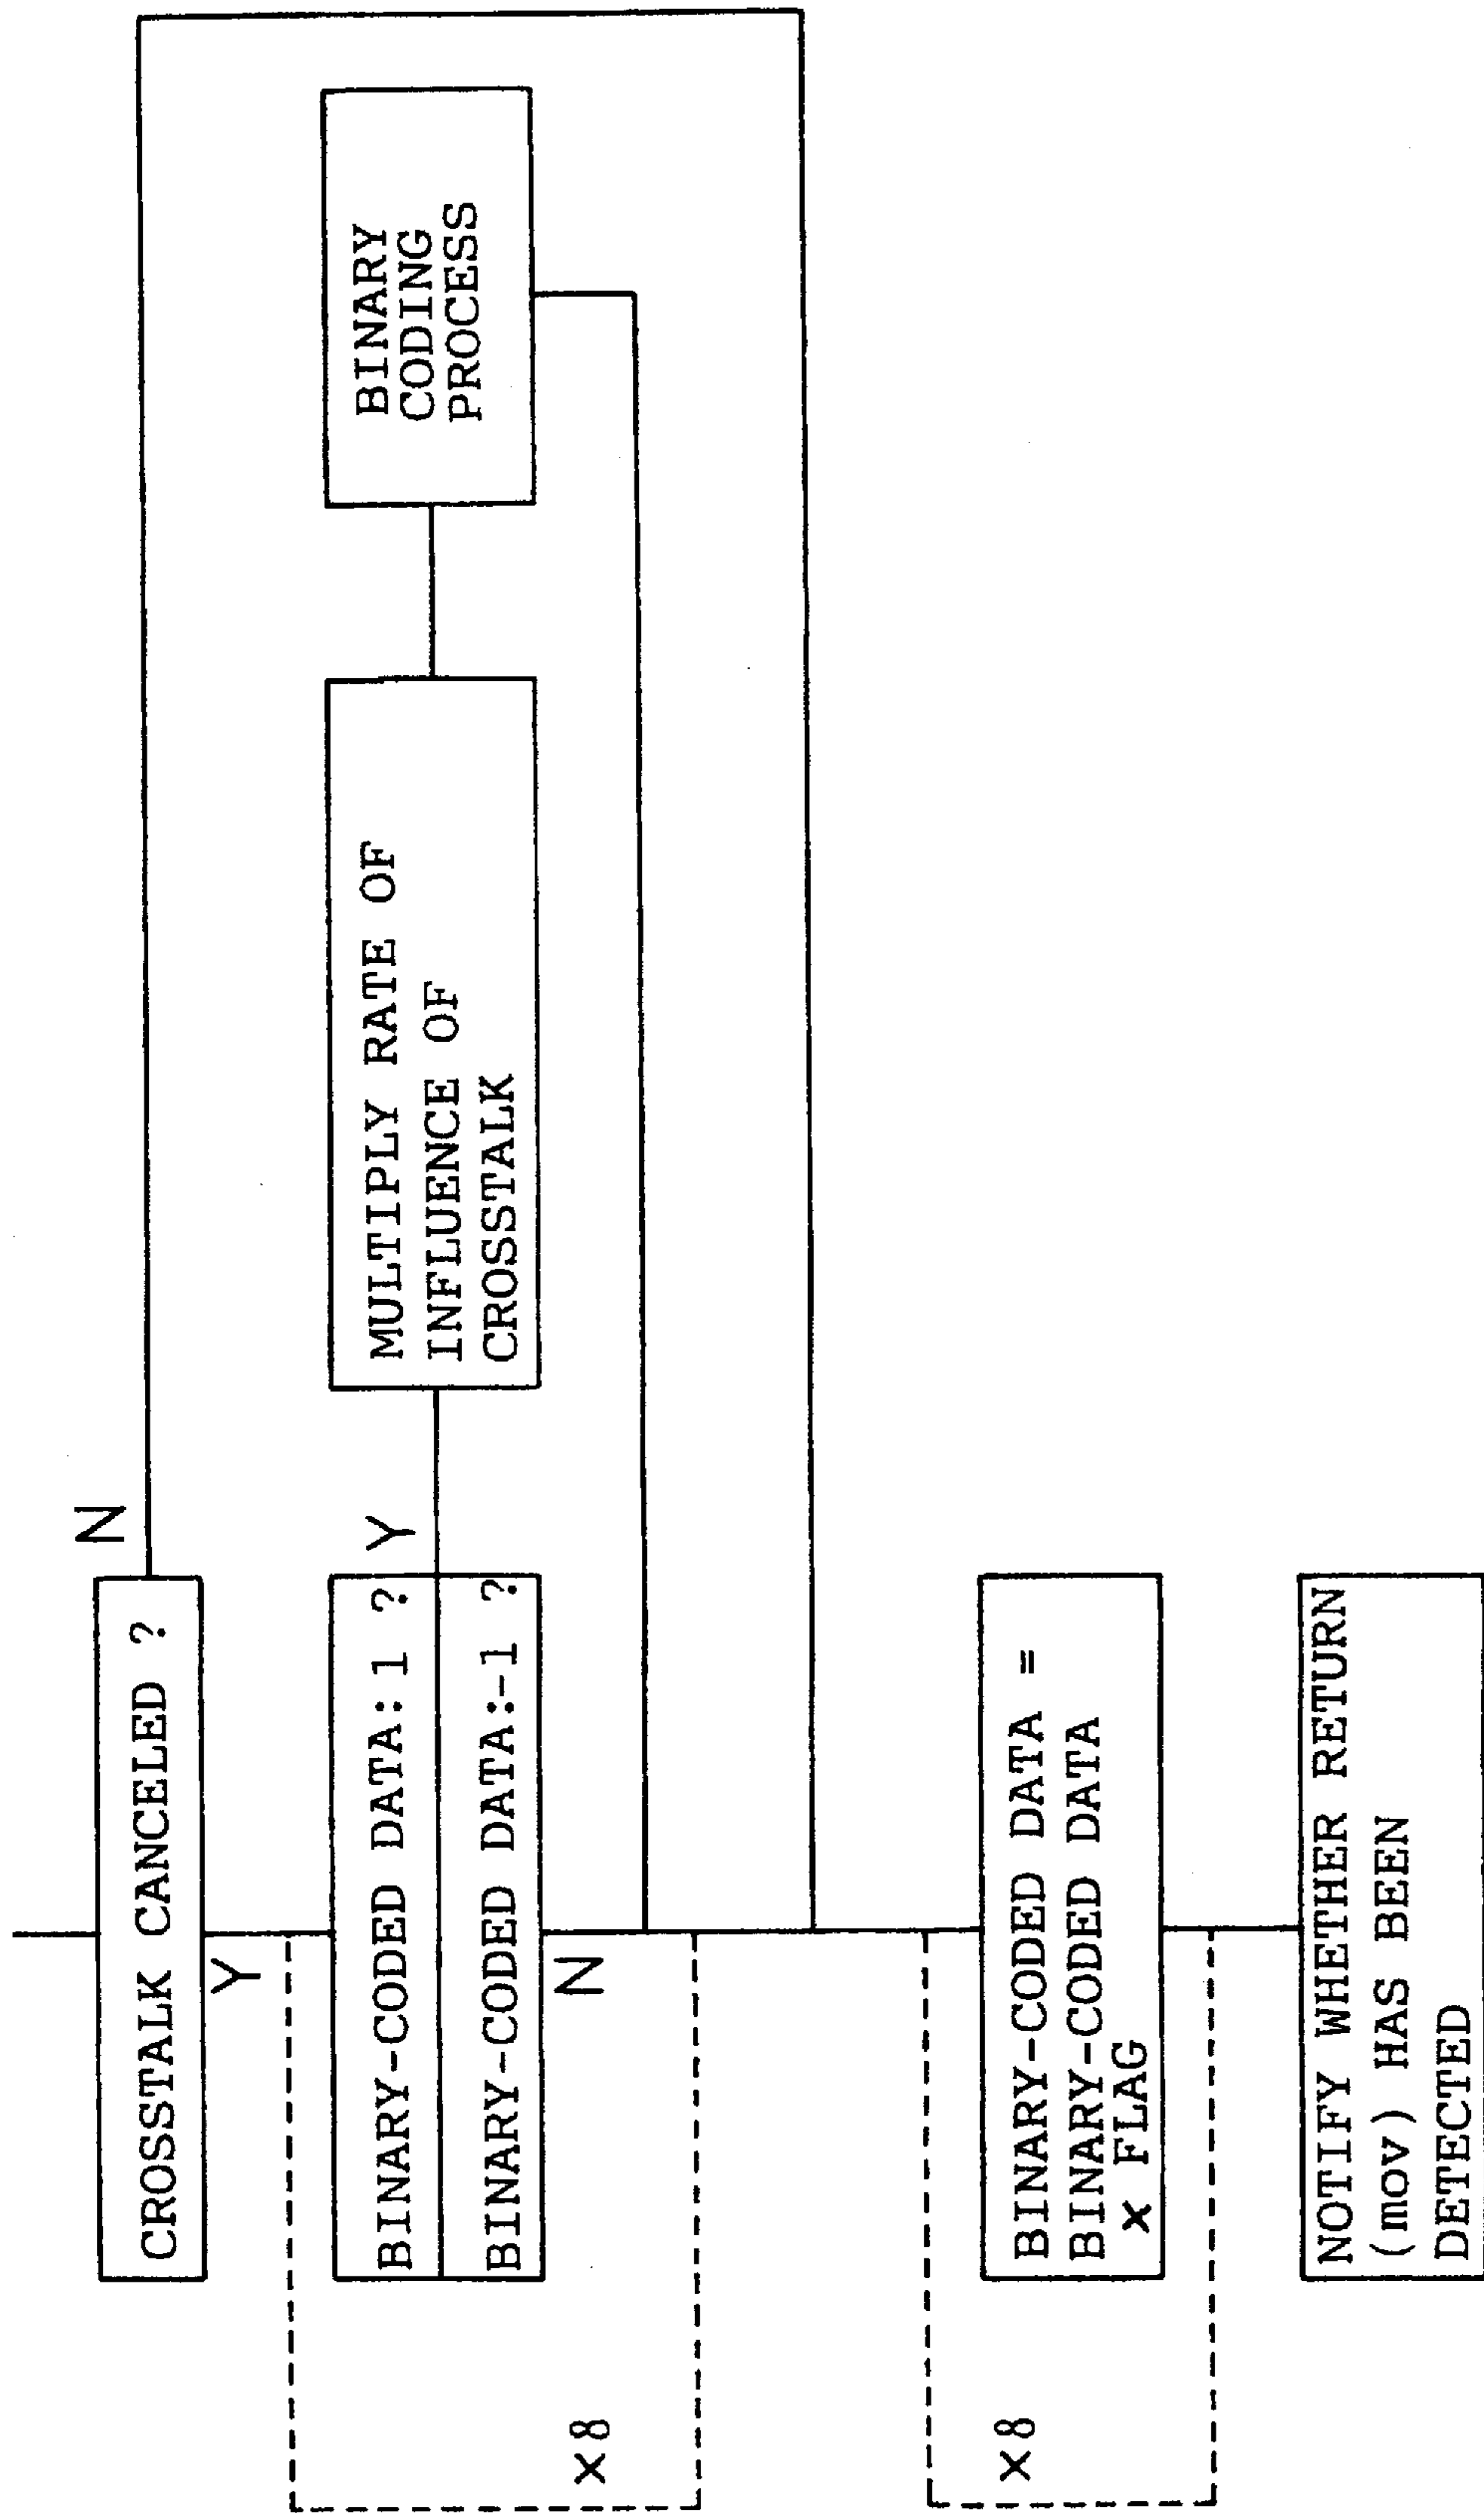 CROSSTALK CANCELED ?
N
Y
BINARY-CODED DATA:1 ?
Y
BINARY-CODED DATA:-1 ?
N
MULTIPLY RATE OF
INFLUENCE OF
CROSSTALK
BINARY
CODING
PROCESS
×8
BINARY-CODED DATA =
BINARY-CODED DATA
× FLAG
×8
NOTIFY WHETHER RETURN
(mov) HAS BEEN
DETECTED